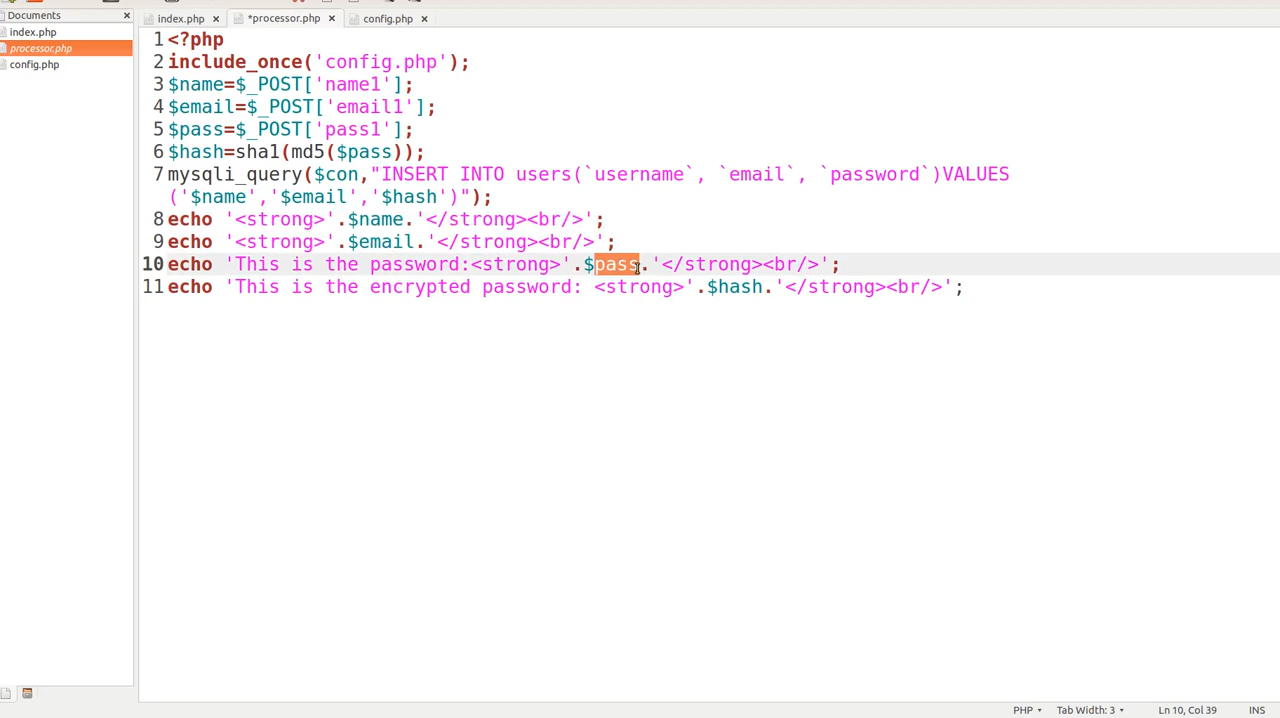 Documents
index.php
*processor.php
config.php
index.php
processor.php
config.php
1 <?php
2 include_once('config.php');
3 $name=$_POST['name1'];
4 $email=$_POST['email1'];
5 $pass=$_POST['pass1'];
6 $hash=sha1(md5($pass));
7 mysqli_query($con,"INSERT INTO users(`username`, `email`, `password`)VALUES
('$name','$email','$hash')");
8 echo '<strong>'.$name.'</strong><br/>';
9 echo '<strong>'.$email.'</strong><br/>';
10 echo 'This is the password:<strong>'.$pass.'</strong><br/>';
11 echo 'This is the encrypted password: <strong>'.$hash.'</strong><br/>';
PHP
Tab Width: 3
Ln 10, Col 39
INS